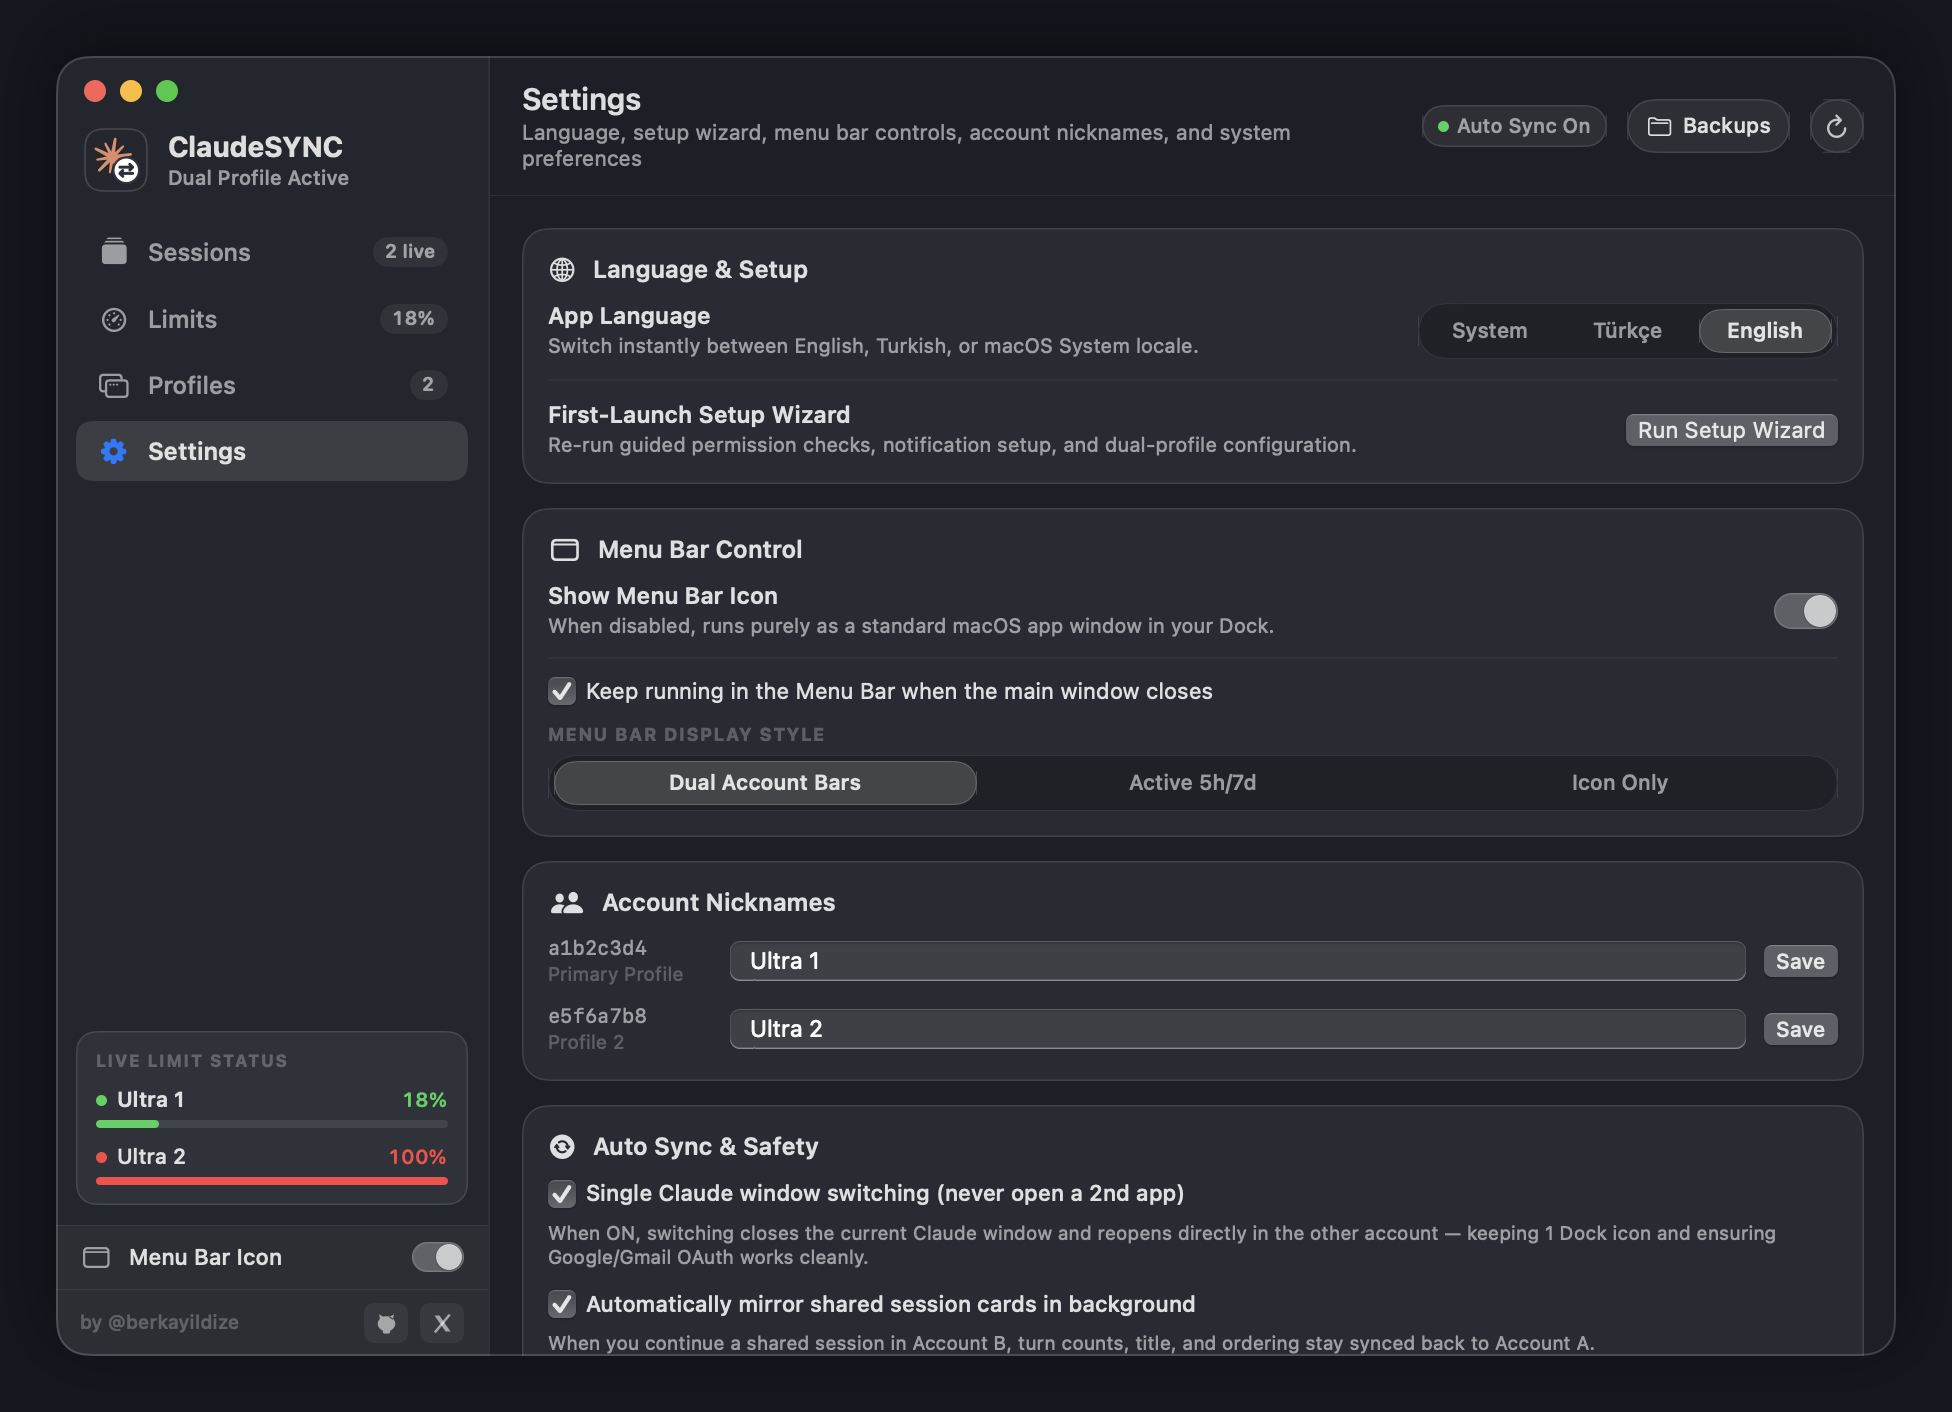 ClaudeSYNC
Dual Profile Active
Sessions
2 live
Limits
18%
Profiles
2
Settings
LIVE LIMIT STATUS
Ultra 1
18%
Ultra 2
100%
Menu Bar Icon
by @berkayildize
Settings
Language, setup wizard, menu bar controls, account nicknames, and system
preferences
Auto Sync On
Backups
Language & Setup
App Language
Switch instantly between English, Turkish, or macOS System locale.
System
Türkçe
English
First-Launch Setup Wizard
Re-run guided permission checks, notification setup, and dual-profile configuration.
Run Setup Wizard
Menu Bar Control
Show Menu Bar Icon
When disabled, runs purely as a standard macOS app window in your Dock.
Keep running in the Menu Bar when the main window closes
MENU BAR DISPLAY STYLE
Dual Account Bars
Active 5h/7d
Icon Only
Account Nicknames
a1b2c3d4
Primary Profile
Ultra 1
Save
e5f6a7b8
Profile 2
Ultra 2
Save
Auto Sync & Safety
Single Claude window switching (never open a 2nd app)
When ON, switching closes the current Claude window and reopens directly in the other account — keeping 1 Dock icon and ensuring
Google/Gmail OAuth works cleanly.
Automatically mirror shared session cards in background
When you continue a shared session in Account B, turn counts, title, and ordering stay synced back to Account A.